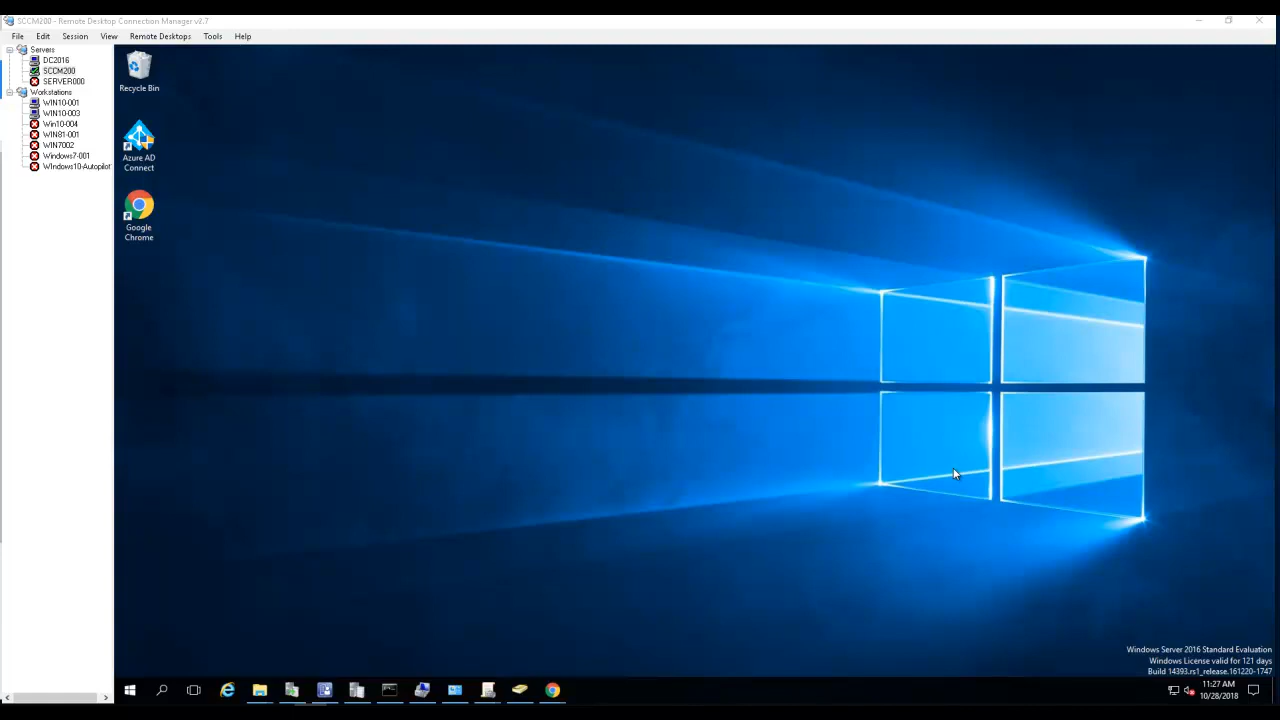 SCCM200 - Remote Desktop Connection Manager v2.7
File Edit Session View Remote Desktops Tools Help
Servers
DC2016
SCCM200
SERVER000
Workstations
WIN10-001
WIN10-003
Win10-004
WIN81-001
WIN7002
Windows7-001
WIndows10-Autopilot
Recycle Bin
Azure AD
Connect
Google
Chrome
Windows Server 2016 Standard Evaluation
Windows License valid for 121 days
Build 14393.rs1_release.161220-1747
11:27 AM
10/28/2018